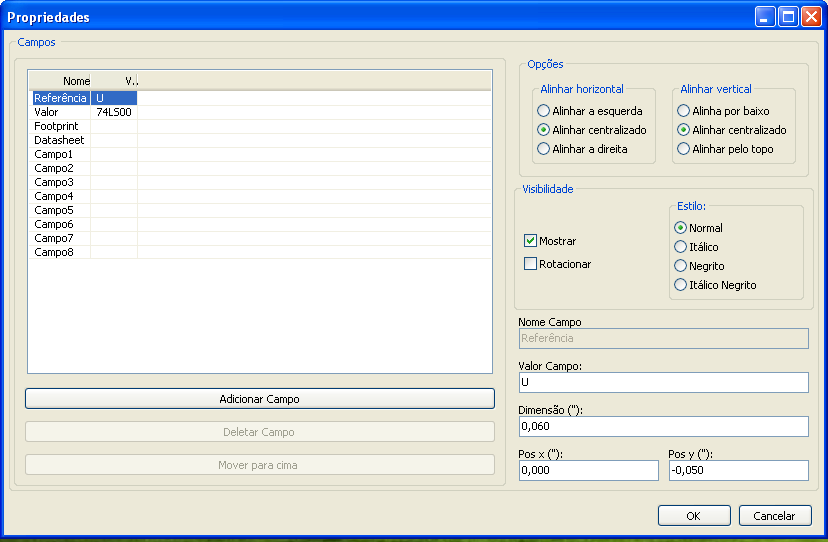 Propriedades
Campos
Nome V..
Referência U
Valor 74LS00
Footprint
Datasheet
Campo1
Campo2
Campo3
Campo4
Campo5
Campo6
Campo7
Campo8
Adicionar Campo
Deletar Campo
Mover para cima
Opções
Alinhar horizontal
Alinhar a esquerda
Alinhar centralizado
Alinhar a direita
Alinhar vertical
Alinha por baixo
Alinhar centralizado
Alinhar pelo topo
Visibilidade
Mostrar
Rotacionar
Estilo:
Normal
Itálico
Negrito
Itálico Negrito
Nome Campo
Referência
Valor Campo:
U
Dimensão ("):
0,060
Pos x ("): Pos y ("):
0,000 -0,050
OK Cancelar